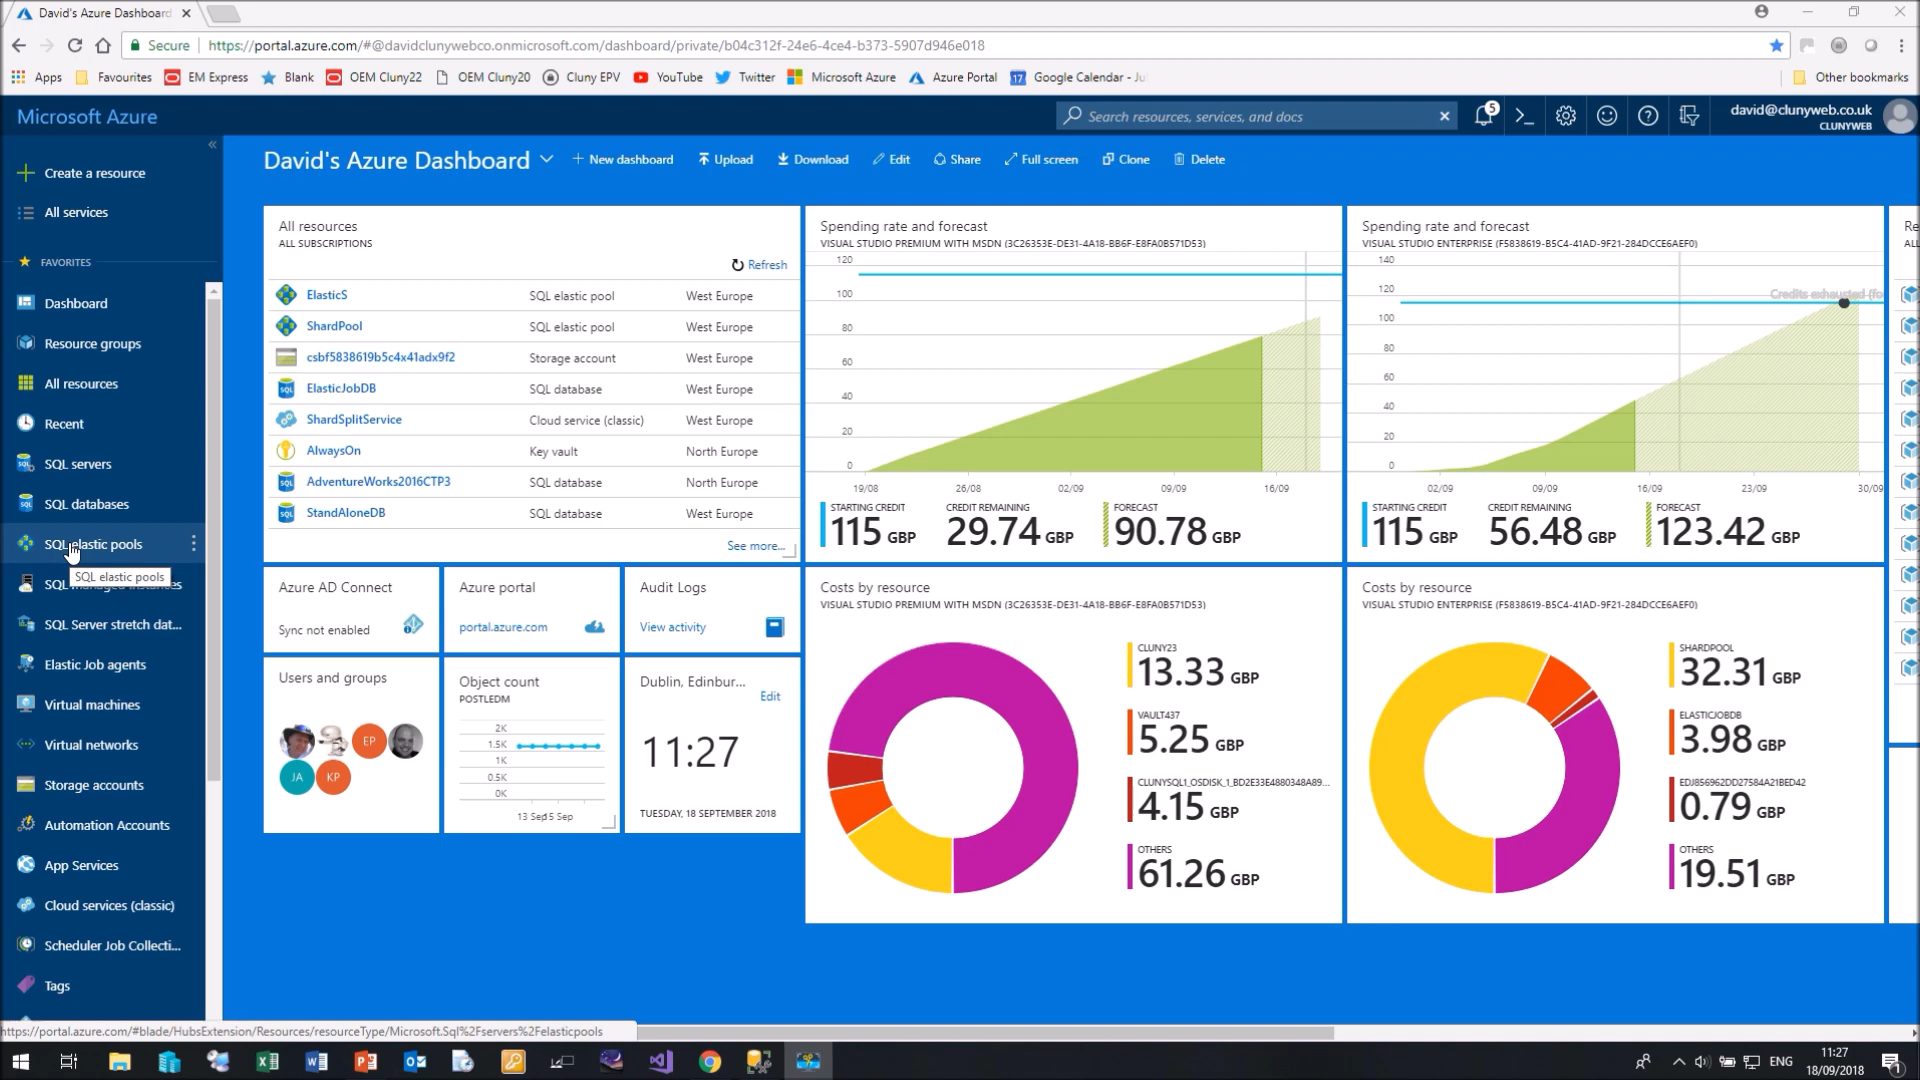 David's Azure Dashboard
Secure
https://portal.azure.com/#@davidclunywebco.onmicrosoft.com/dashboard/private/b04c312f-24e6-4ce4-b373-5907d946e018
Apps
Favourites
EM Express
Blank
OEM Cluny22
OEM Cluny20
Cluny EPV
YouTube
Twitter
Microsoft Azure
Azure Portal
17
Google Calendar - Ju
Other bookmarks
Microsoft Azure
Search resources, services, and docs
5
david@clunyweb.co.uk
CLUNYWEB
Create a resource
All services
FAVORITES
Dashboard
Resource groups
All resources
Recent
SQL servers
SQL databases
SQL elastic pools
SQL elastic pools
SQL managed instances
SQL Server stretch dat...
Elastic Job agents
Virtual machines
Virtual networks
Storage accounts
Automation Accounts
App Services
Cloud services (classic)
Scheduler Job Collecti...
Tags
David's Azure Dashboard
New dashboard
Upload
Download
Edit
Share
Full screen
Clone
Delete
All resources
ALL SUBSCRIPTIONS
Refresh
ElasticS SQL elastic pool West Europe
ShardPool SQL elastic pool West Europe
csbf5838619b5c4x41adx9f2 Storage account West Europe
ElasticJobDB SQL database West Europe
ShardSplitService Cloud service (classic) West Europe
AlwaysOn Key vault North Europe
AdventureWorks2016CTP3 SQL database North Europe
StandAloneDB SQL database West Europe
See more...
Spending rate and forecast
VISUAL STUDIO PREMIUM WITH MSDN (3C26353E-DE31-4A18-BB6F-E8FA0B571D53)
120
100
80
60
40
20
0
19/08 26/08 02/09 09/09 16/09
STARTING CREDIT
115 GBP
CREDIT REMAINING
29.74 GBP
FORECAST
90.78 GBP
Spending rate and forecast
VISUAL STUDIO ENTERPRISE (F5838619-B5C4-41AD-9F21-284DCCE6AEF0)
140
120
Credits exhausted (fo
100
80
60
40
20
0
02/09 09/09 16/09 23/09 30/09
STARTING CREDIT
115 GBP
CREDIT REMAINING
56.48 GBP
FORECAST
123.42 GBP
Re
ALL
Azure AD Connect
Sync not enabled
Azure portal
portal.azure.com
Audit Logs
View activity
Users and groups
EP
JA
KP
Object count
POSTLEDM
2K
1.5K
1K
0.5K
0K
Dublin, Edinbur...
Edit
11:27
TUESDAY, 18 SEPTEMBER 2018
Costs by resource
VISUAL STUDIO PREMIUM WITH MSDN (3C26353E-DE31-4A18-BB6F-E8FA0B571D53)
CLUNY23
13.33 GBP
VAULT437
5.25 GBP
CLUNYSQL1_OSDISK_1_BD2E33E4880348A89...
4.15 GBP
OTHERS
61.26 GBP
Costs by resource
VISUAL STUDIO ENTERPRISE (F5838619-B5C4-41AD-9F21-284DCCE6AEF0)
SHARDPOOL
32.31 GBP
ELASTICJOBDB
3.98 GBP
EDJ856962DD27584A21BED42
0.79 GBP
OTHERS
19.51 GBP
https://portal.azure.com/#blade/HubsExtension/Resources/resourceType/Microsoft.Sql%2Fservers%2Felasticpools
ENG
11:27
18/09/2018
1